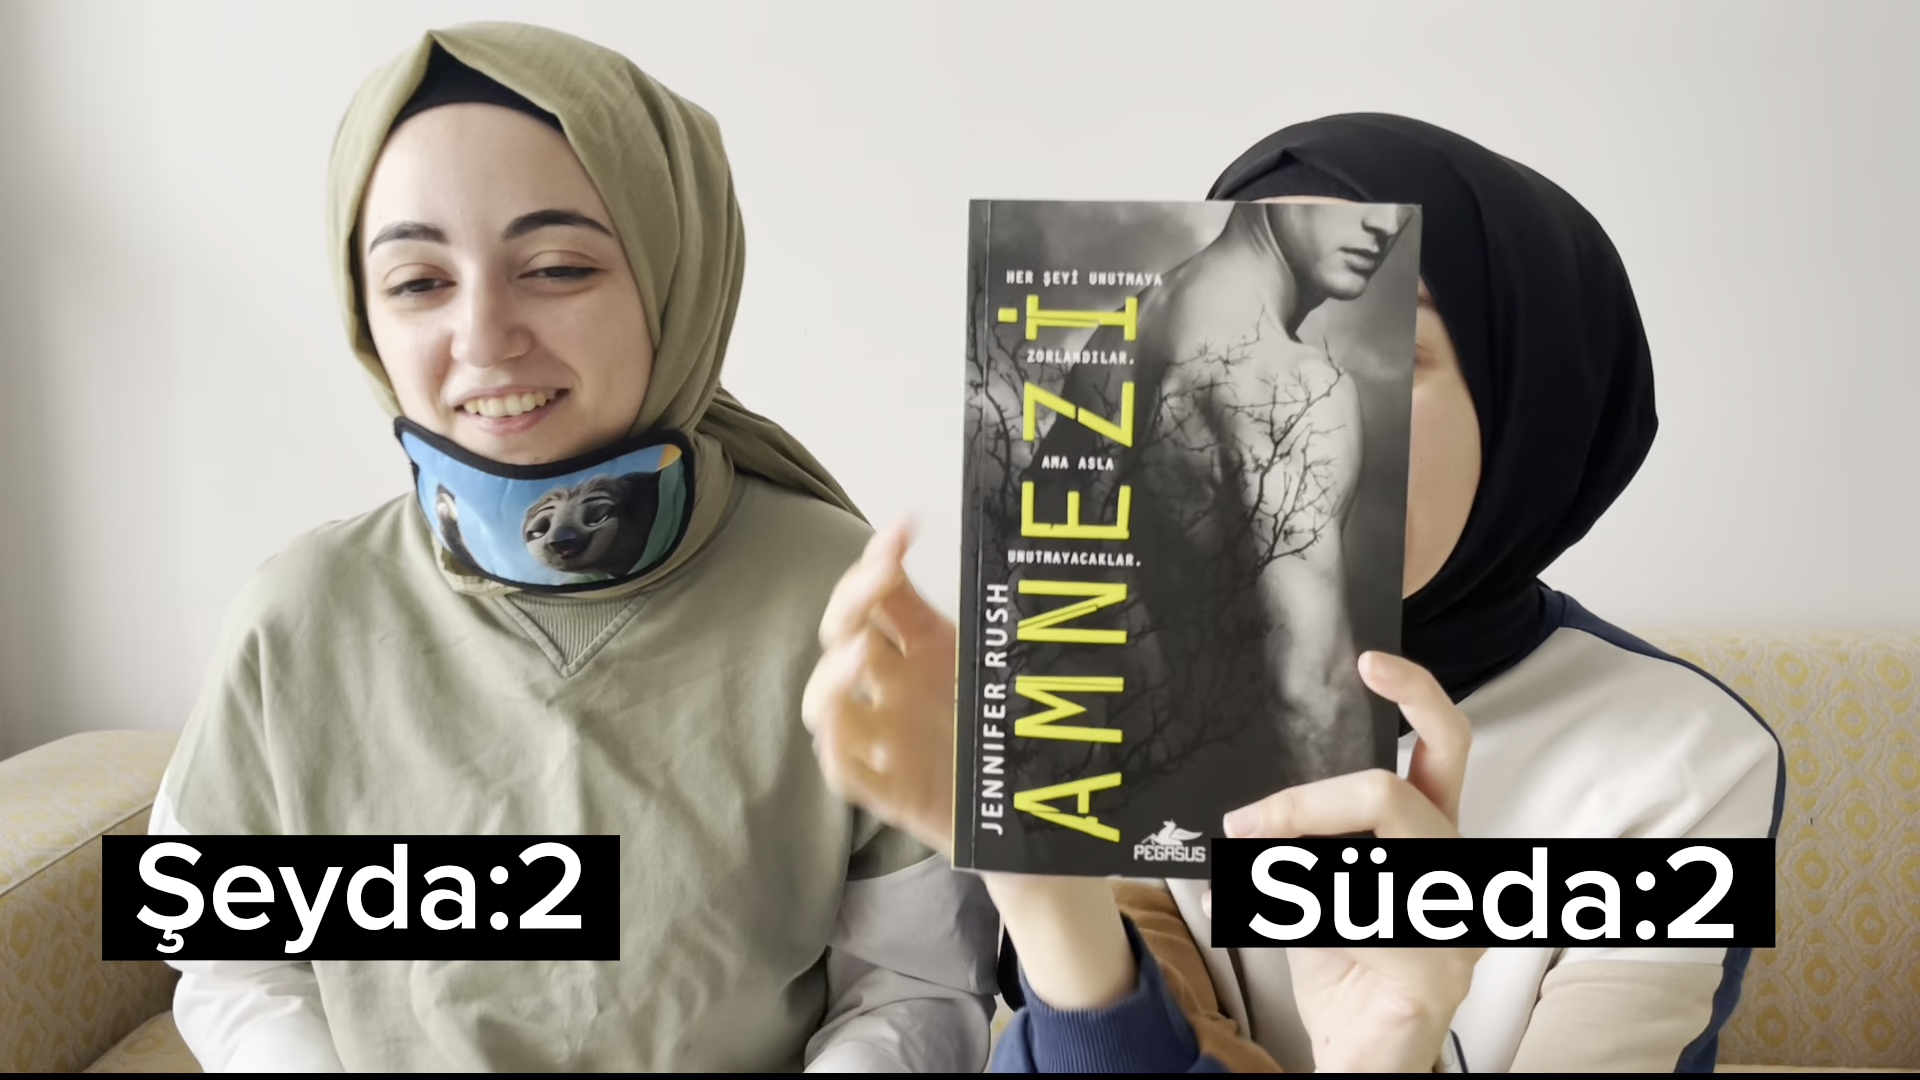 HER ŞEYİ UNUTMAYA
ZORLANDILAR.
AMA ASLA
UNUTMAYACAKLAR.
AMNEZİ
JENNIFER RUSH
PEGASUS
Şeyda:2
Süeda:2